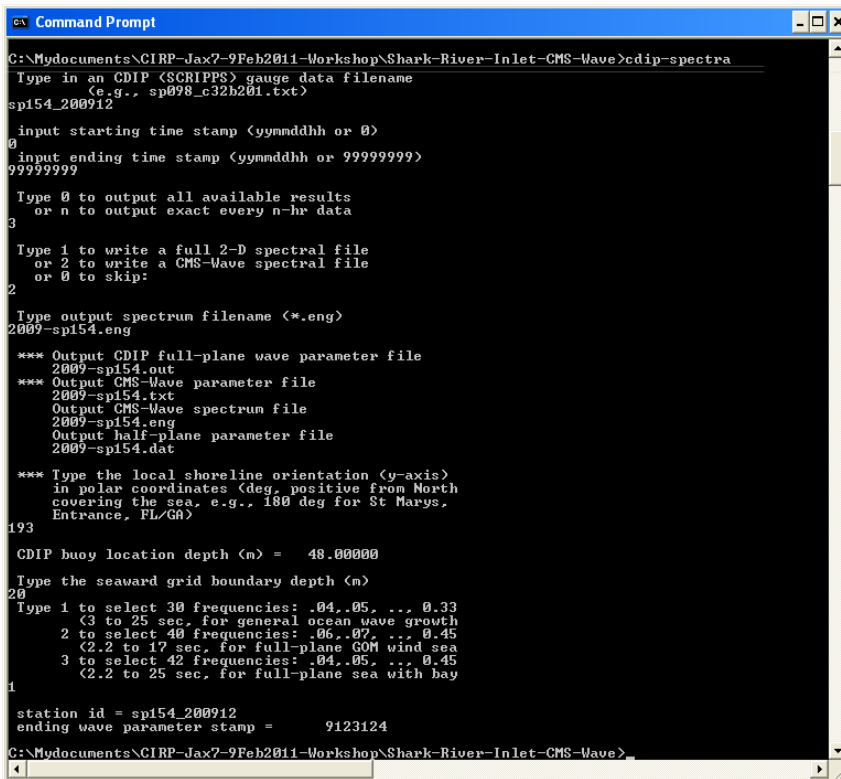 Command Prompt
C:\Mydocuments\CIRP-Jax7-9Feb2011-Workshop\Shark-River-Inlet-CMS-Wave>cdip-spectra
Type in an CDIP (SCRIPPS) gauge data filename
(e.g., sp098_c32b201.txt)
sp154_200912
input starting time stamp (yymmddhh or 0)
0
input ending time stamp (yymmddhh or 99999999)
99999999
Type 0 to output all available results
or n to output exact every n-hr data
3
Type 1 to write a full 2-D spectral file
or 2 to write a CMS-Wave spectral file
or 0 to skip:
2
Type output spectrum filename (*.eng)
2009-sp154.eng
*** Output CDIP full-plane wave parameter file
2009-sp154.out
*** Output CMS-Wave parameter file
2009-sp154.txt
Output CMS-Wave spectrum file
2009-sp154.eng
Output half-plane parameter file
2009-sp154.dat
*** Type the local shoreline orientation (y-axis)
in polar coordinates (deg, positive from North
covering the sea, e.g., 180 deg for St Marys,
Entrance, FL/GA)
193
CDIP buoy location depth (m) = 48.00000
Type the seaward grid boundary depth (m)
20
Type 1 to select 30 frequencies: .04,.05, .., 0.33
(3 to 25 sec, for general ocean wave growth
2 to select 40 frequencies: .06,.07, .., 0.45
(2.2 to 17 sec, for full-plane GOM wind sea
3 to select 42 frequencies: .04,.05, .., 0.45
(2.2 to 25 sec, for full-plane sea with bay
1
station id = sp154_200912
ending wave parameter stamp = 9123124
C:\Mydocuments\CIRP-Jax7-9Feb2011-Workshop\Shark-River-Inlet-CMS-Wave>_